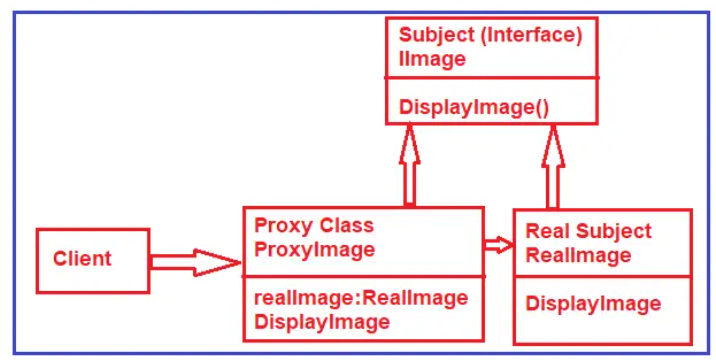 Subject (Interface)
IImage
DisplayImage()
Client
Proxy Class
ProxyImage
realImage:RealImage
DisplayImage
Real Subject
RealImage
DisplayImage